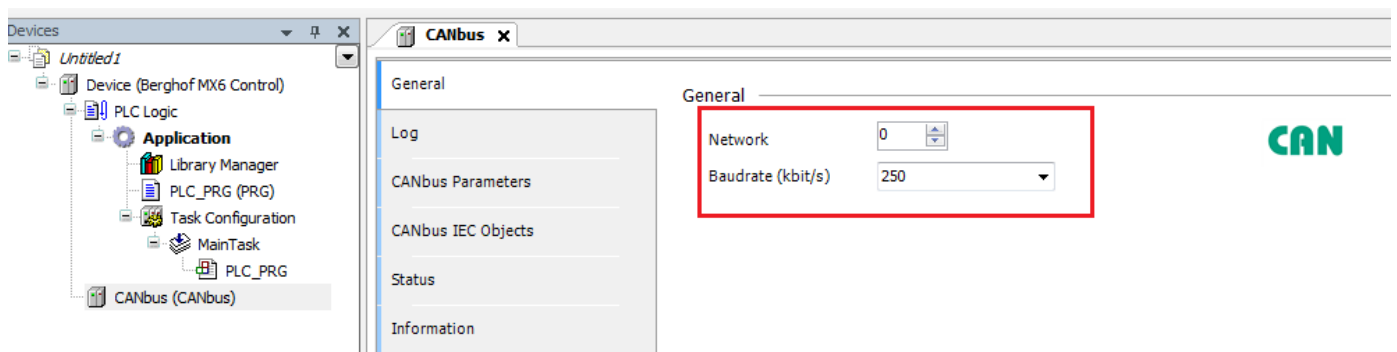 Devices
Untitled1
Device (Berghof MX6 Control)
PLC Logic
Application
Library Manager
PLC_PRG (PRG)
Task Configuration
MainTask
PLC_PRG
CANbus (CANbus)
CANbus x
General
Log
CANbus Parameters
CANbus IEC Objects
Status
Information
General
Network 0
Baudrate (kbit/s) 250
CAN